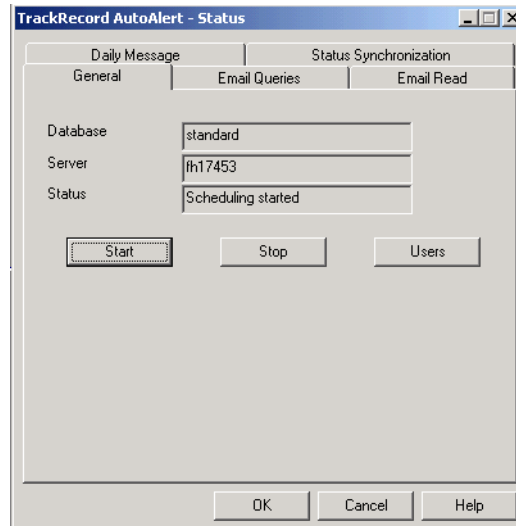 TrackRecord AutoAlert - Status
Daily Message
Status Synchronization
General
Email Queries
Email Read
Database
standard
Server
fh17453
Status
Scheduling started
Start
Stop
Users
OK
Cancel
Help